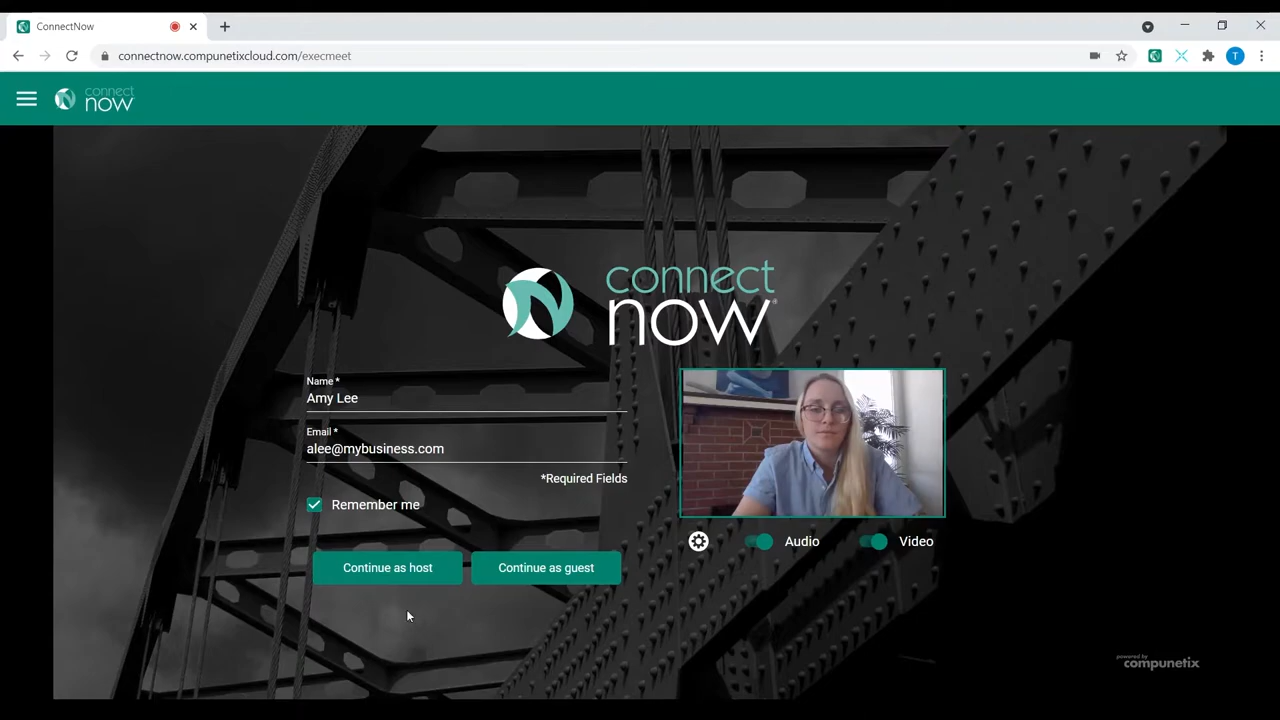 ConnectNow
connectnow.compunetixcloud.com/execmeet
T
connect
now
connect
now®
Name *
Amy Lee
Email *
alee@mybusiness.com
*Required Fields
Remember me
Audio
Video
Continue as host
Continue as guest
powered by
compunetix